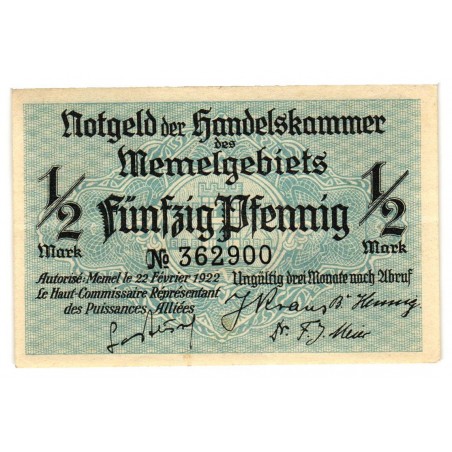 Notgeld der Handelskammer
des
Memelgebiets
1/2 Mark
Fünfzig Pfennig
1/2 Mark
№ 362900
Autorisé-Memel le 22 Février 1922
Le Haut-Commissaire Représentant
des Puissances Alliées
Ungültig drei Monate nach Abruf
J Kraus